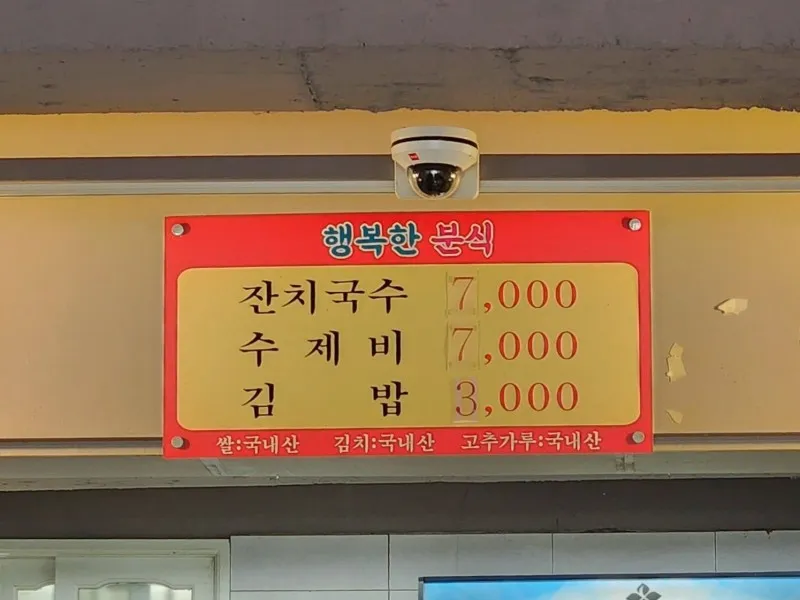 행복한 분식
잔치국수 7,000
수제비 7,000
김밥 3,000
쌀:국내산 김치:국내산 고추가루:국내산